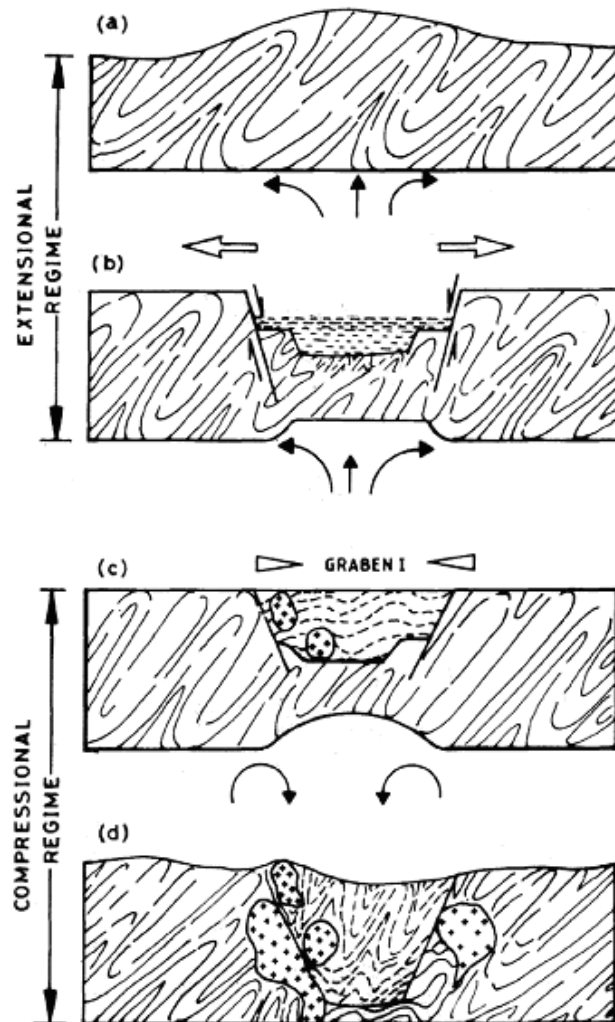 (a)
EXTENSIONAL
REGIME
(b)
(c)
GRABEN I
COMPRESSIONAL
REGIME
(d)